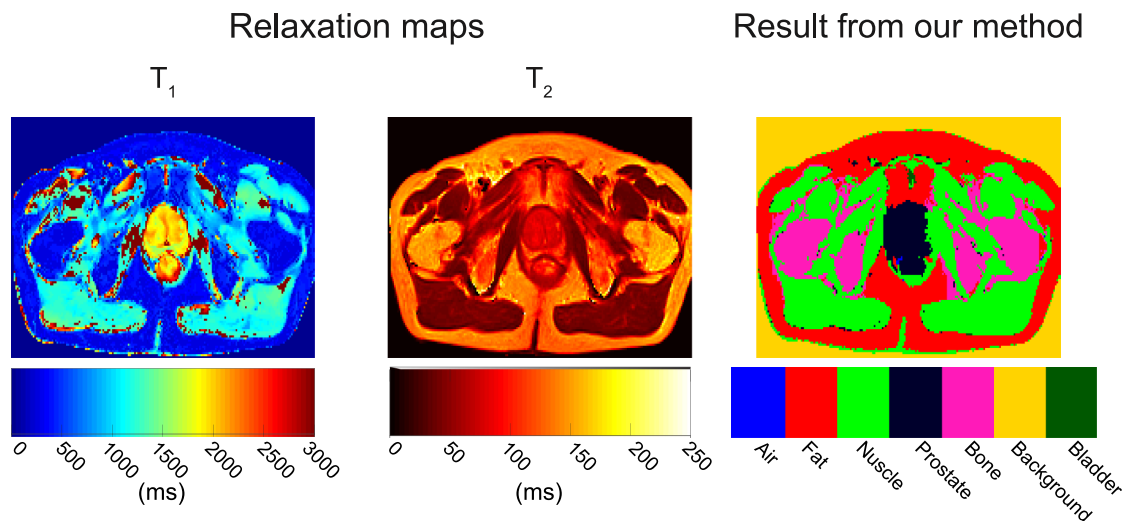 Relaxation maps
Result from our method
T1
T2
0 500 1000 1500 2000 2500 3000
(ms)
0 50 100 150 200 250
(ms)
Air Fat Nuscle Prostate Bone Background Bladder